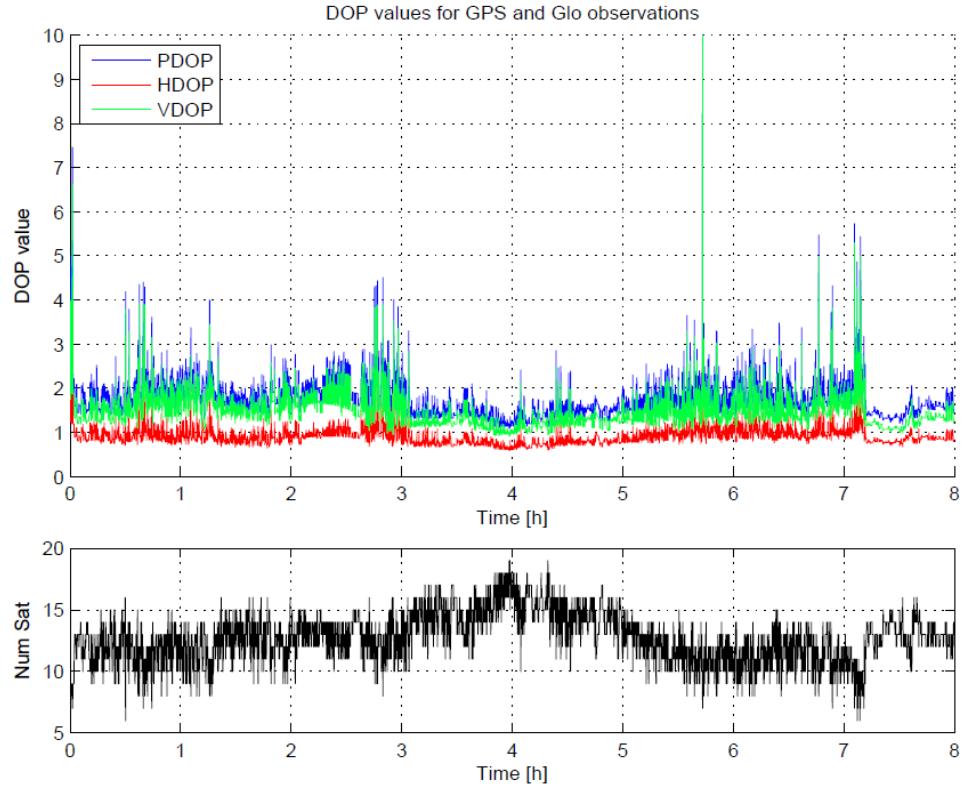 DOP values for GPS and Glo observations
10
9
8
7
6
5
4
3
2
1
0
DOP value
PDOP
HDOP
VDOP
0 1 2 3 4 5 6 7 8
Time [h]
20
15
10
5
Num Sat
0 1 2 3 4 5 6 7 8
Time [h]